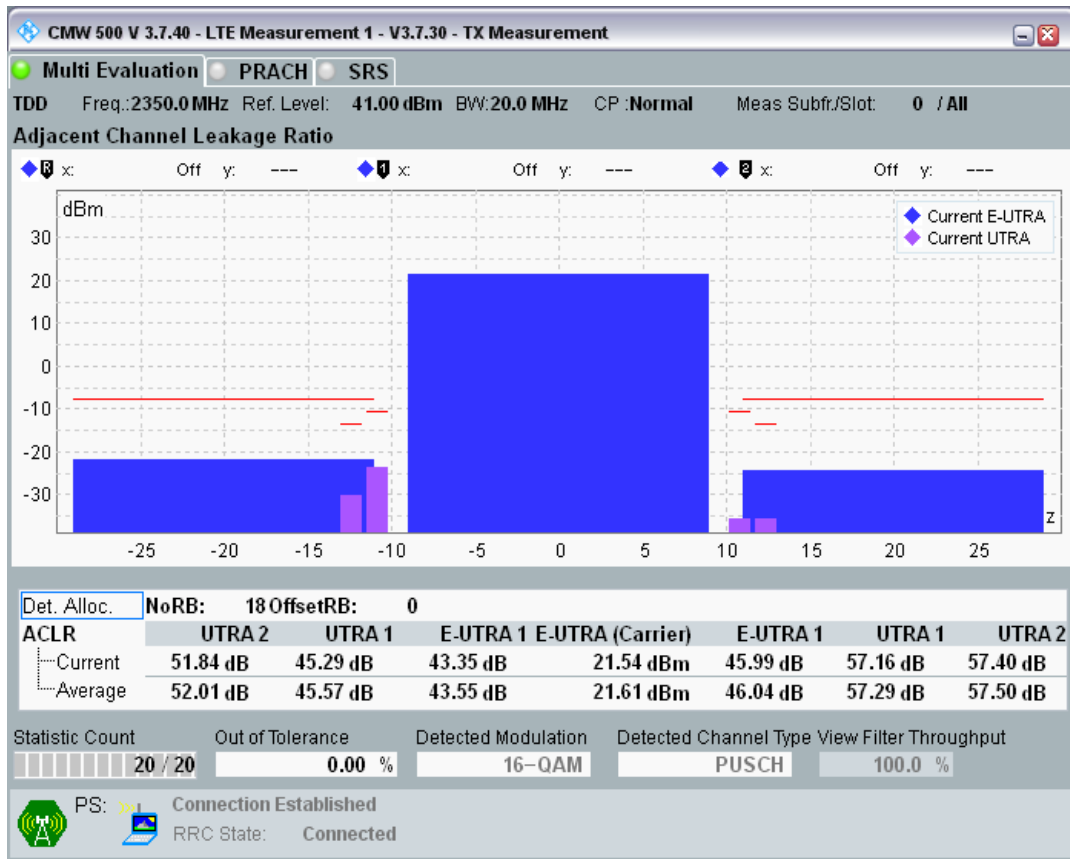 CMW 500 V 3.7.40 - LTE Measurement 1 - V3.7.30 - TX Measurement
Multi Evaluation PRACH SRS
TDD Freq.:2350.0 MHz Ref. Level: 41.00 dBm BW:20.0 MHz CP :Normal Meas Subfr./Slot: 0 / All
Adjacent Channel Leakage Ratio
R x: Off y: --- 1 x: Off y: --- 2 x: Off y: ---
dBm
Current E-UTRA
Current UTRA
30
20
10
0
-10
-20
-30
z
-25 -20 -15 -10 -5 0 5 10 15 20 25
Det. Alloc. NoRB: 18 OffsetRB: 0
ACLR UTRA 2 UTRA 1 E-UTRA 1 E-UTRA (Carrier) E-UTRA 1 UTRA 1 UTRA 2
Current 51.84 dB 45.29 dB 43.35 dB 21.54 dBm 45.99 dB 57.16 dB 57.40 dB
Average 52.01 dB 45.57 dB 43.55 dB 21.61 dBm 46.04 dB 57.29 dB 57.50 dB
Statistic Count Out of Tolerance Detected Modulation Detected Channel Type View Filter Throughput
20 / 20 0.00 % 16-QAM PUSCH 100.0 %
PS: Connection Established
RRC State: Connected